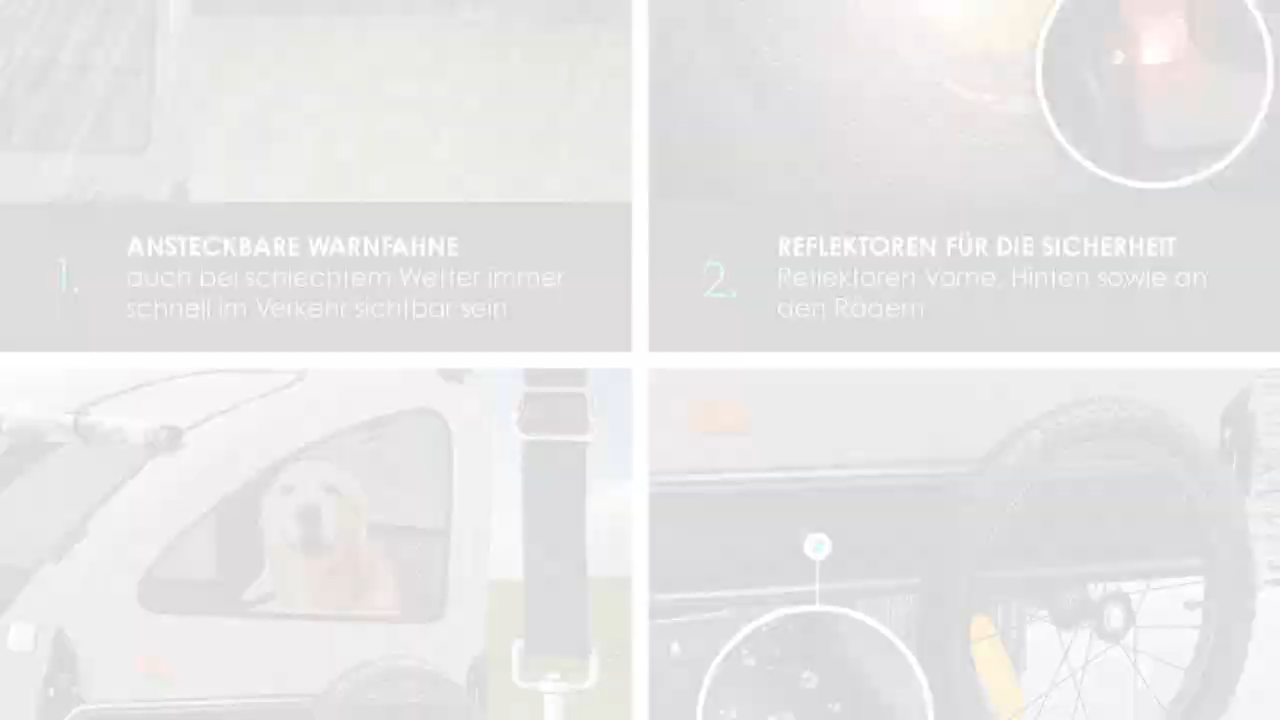 1.
ANSTECKBARE WARNFAHNE
auch bei schlechtem Wetter immer
schnell im Verkehr sichtbar sein
2.
REFLEKTOREN FÜR DIE SICHERHEIT
Reflektoren Vorne, Hinten sowie an
den Rädern